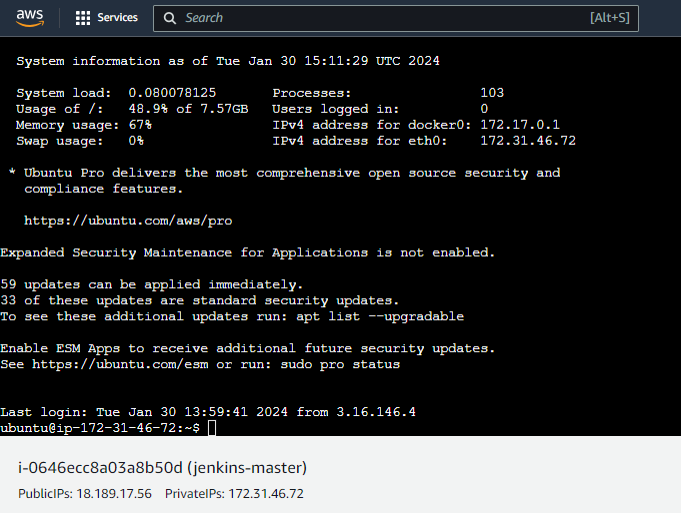 aws Services Search [Alt+S]
System information as of Tue Jan 30 15:11:29 UTC 2024
System load: 0.080078125 Processes: 103
Usage of /: 48.9% of 7.57GB Users logged in: 0
Memory usage: 67% IPv4 address for docker0: 172.17.0.1
Swap usage: 0% IPv4 address for eth0: 172.31.46.72
* Ubuntu Pro delivers the most comprehensive open source security and
compliance features.
https://ubuntu.com/aws/pro
Expanded Security Maintenance for Applications is not enabled.
59 updates can be applied immediately.
33 of these updates are standard security updates.
To see these additional updates run: apt list --upgradable
Enable ESM Apps to receive additional future security updates.
See https://ubuntu.com/esm or run: sudo pro status
Last login: Tue Jan 30 13:59:41 2024 from 3.16.146.4
ubuntu@ip-172-31-46-72:~$
i-0646ecc8a03a8b50d (jenkins-master)
PublicIPs: 18.189.17.56 PrivateIPs: 172.31.46.72